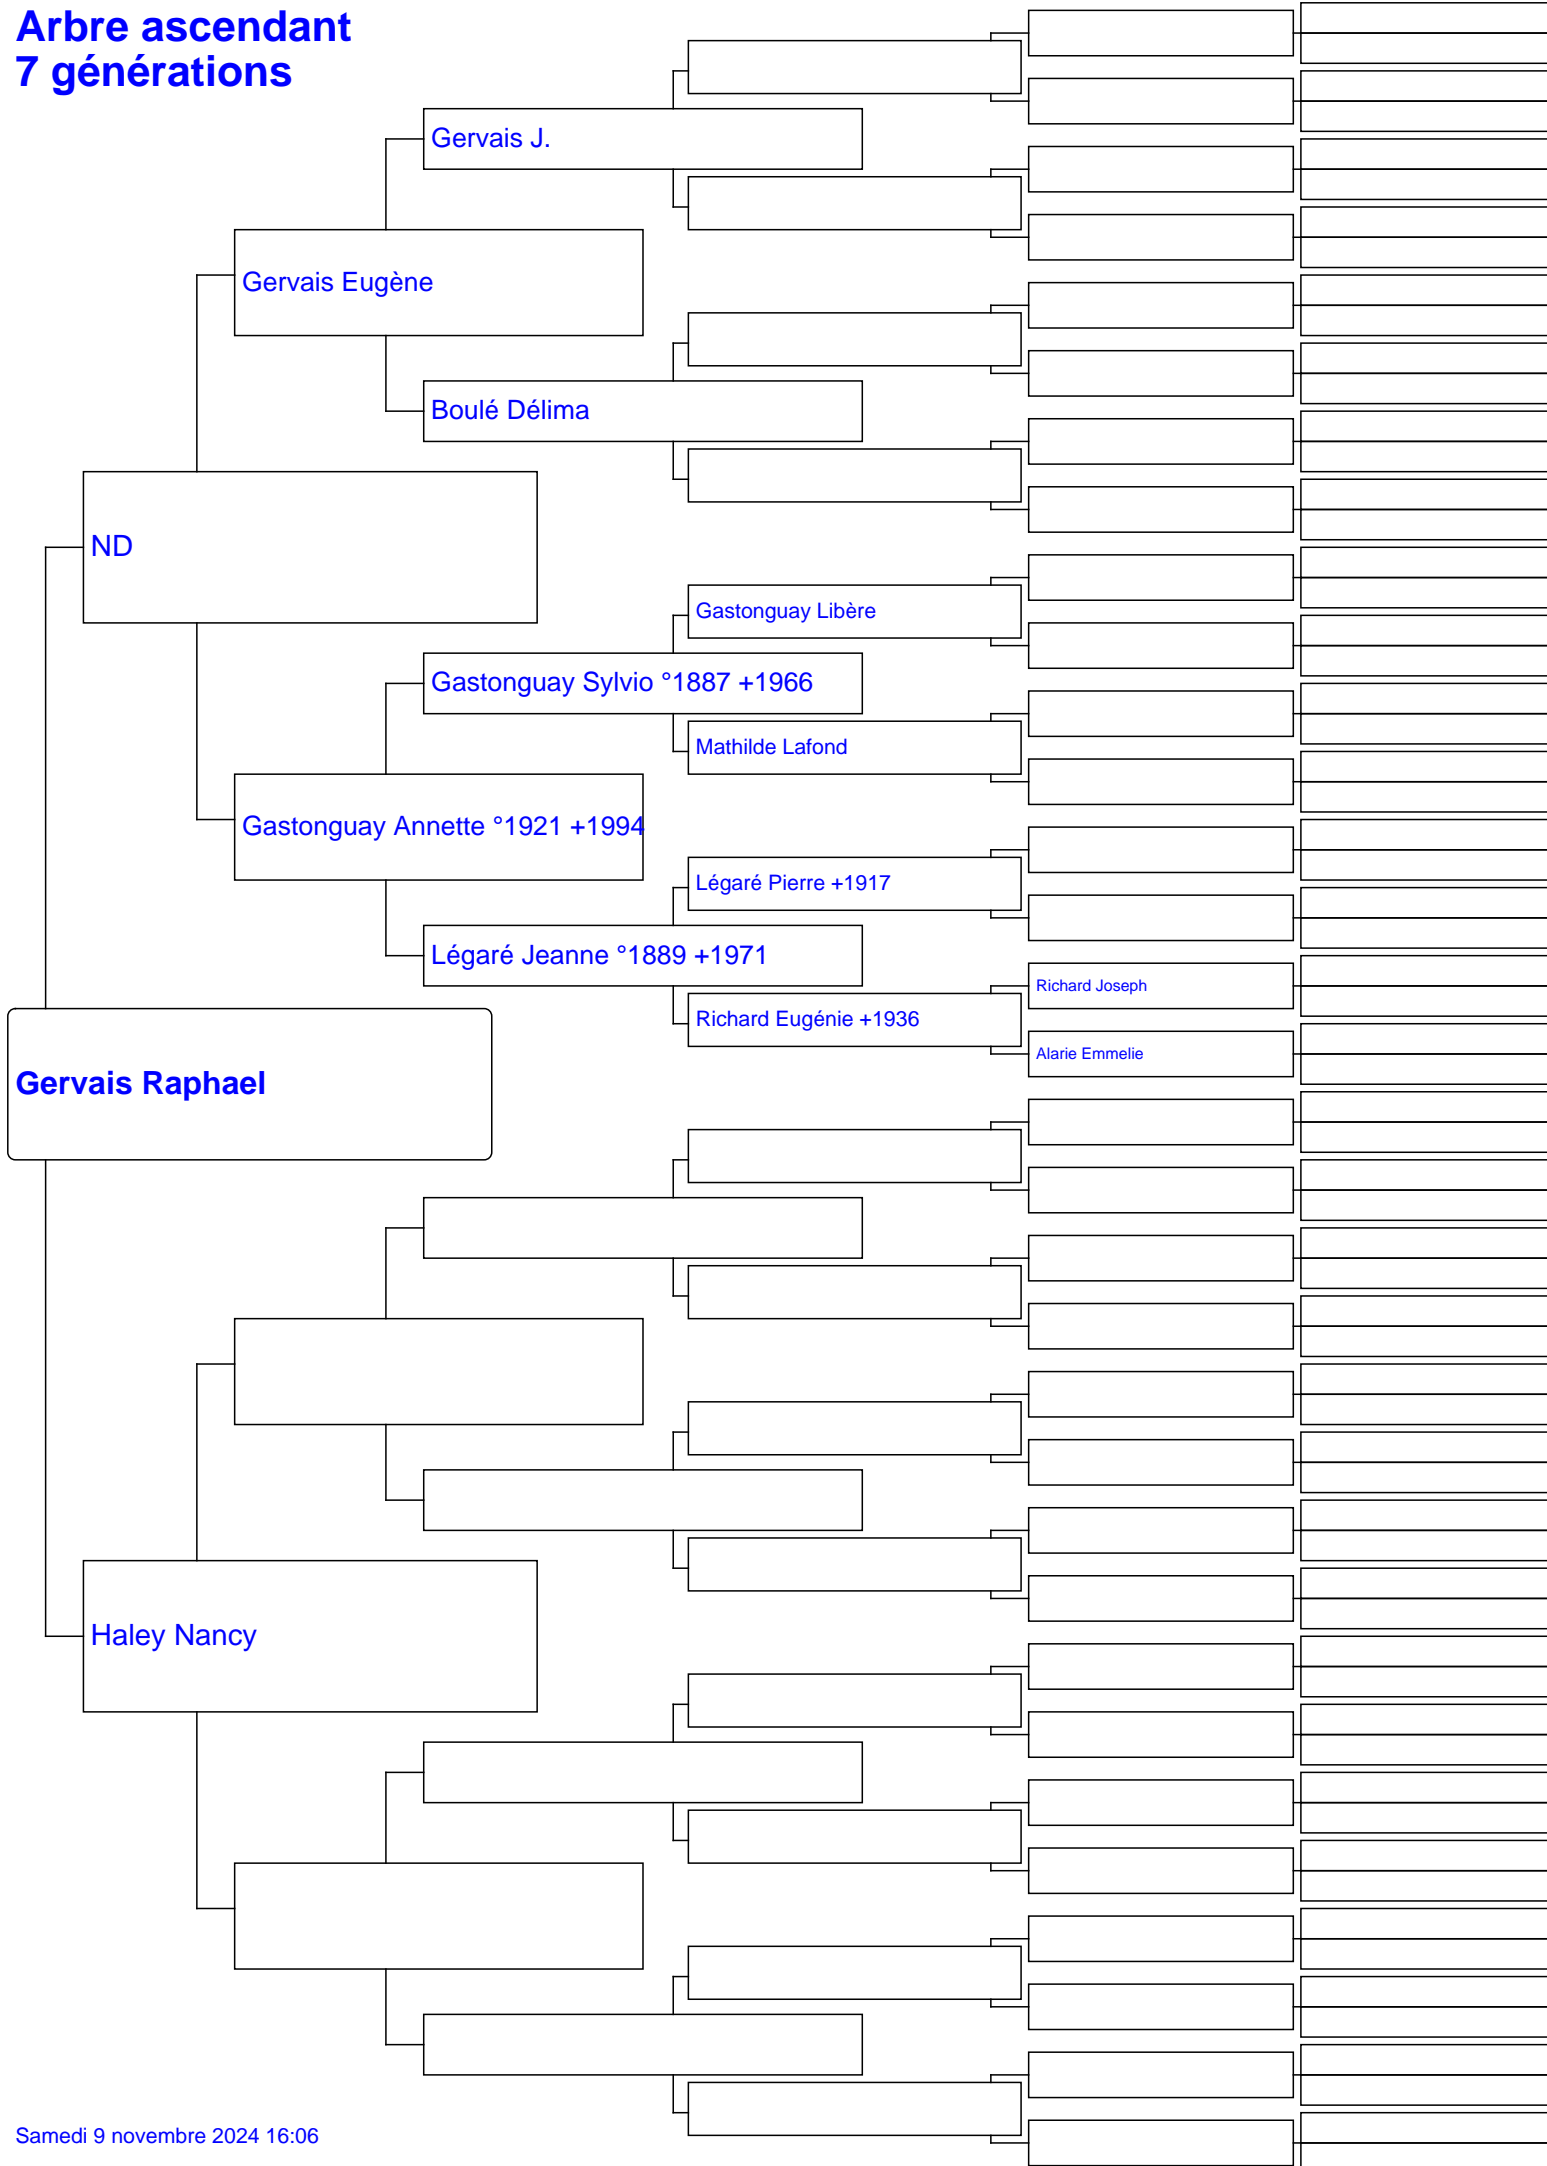 Arbre ascendant
7 générations
Gervais J.
Gervais Eugène
Boulé Délima
ND
Gastonguay Libère
Gastonguay Sylvio °1887 +1966
Mathilde Lafond
Gastonguay Annette °1921 +1994
Légaré Pierre +1917
Légaré Jeanne °1889 +1971
Richard Joseph
Richard Eugénie +1936
Alarie Emmelie
Gervais Raphael
Haley Nancy
Samedi 9 novembre 2024 16:06